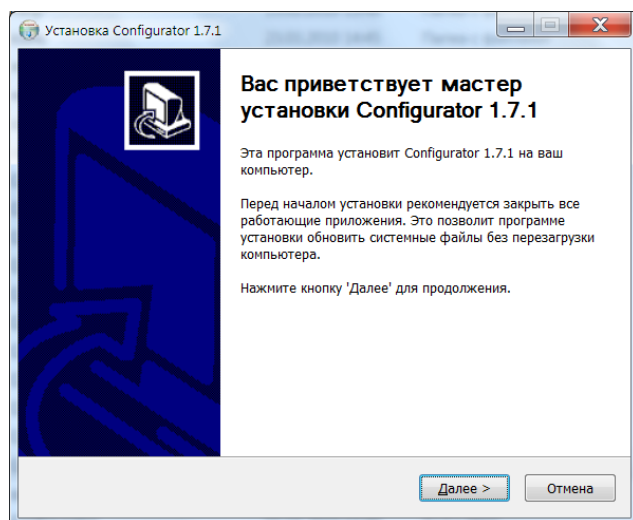 Установка Configurator 1.7.1
Вас приветствует мастер
установки Configurator 1.7.1
Эта программа установит Configurator 1.7.1 на ваш
компьютер.
Перед началом установки рекомендуется закрыть все
работающие приложения. Это позволит программе
установки обновить системные файлы без перезагрузки
компьютера.
Нажмите кнопку 'Далее' для продолжения.
Далее >
Отмена